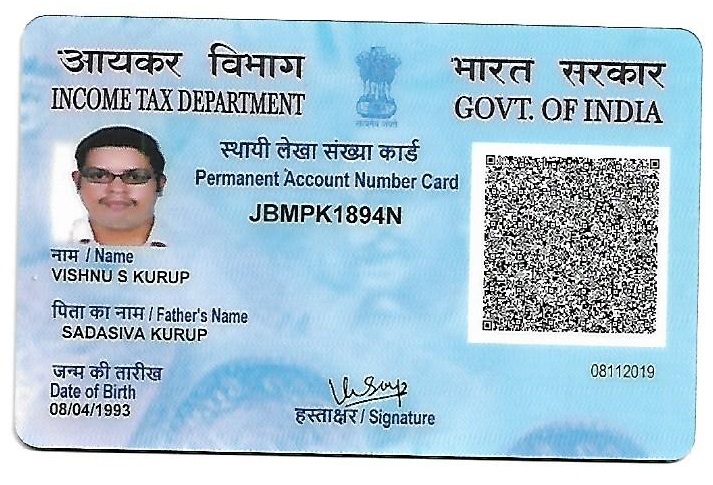 आयकर विभाग
INCOME TAX DEPARTMENT
भारत सरकार
GOVT. OF INDIA
स्थायी लेखा संख्या कार्ड
Permanent Account Number Card
JBMPK1894N
नाम / Name
VISHNU S KURUP
पिता का नाम / Father's Name
SADASIVA KURUP
जन्म की तारीख
Date of Birth
08/04/1993
हस्ताक्षर / Signature
08112019